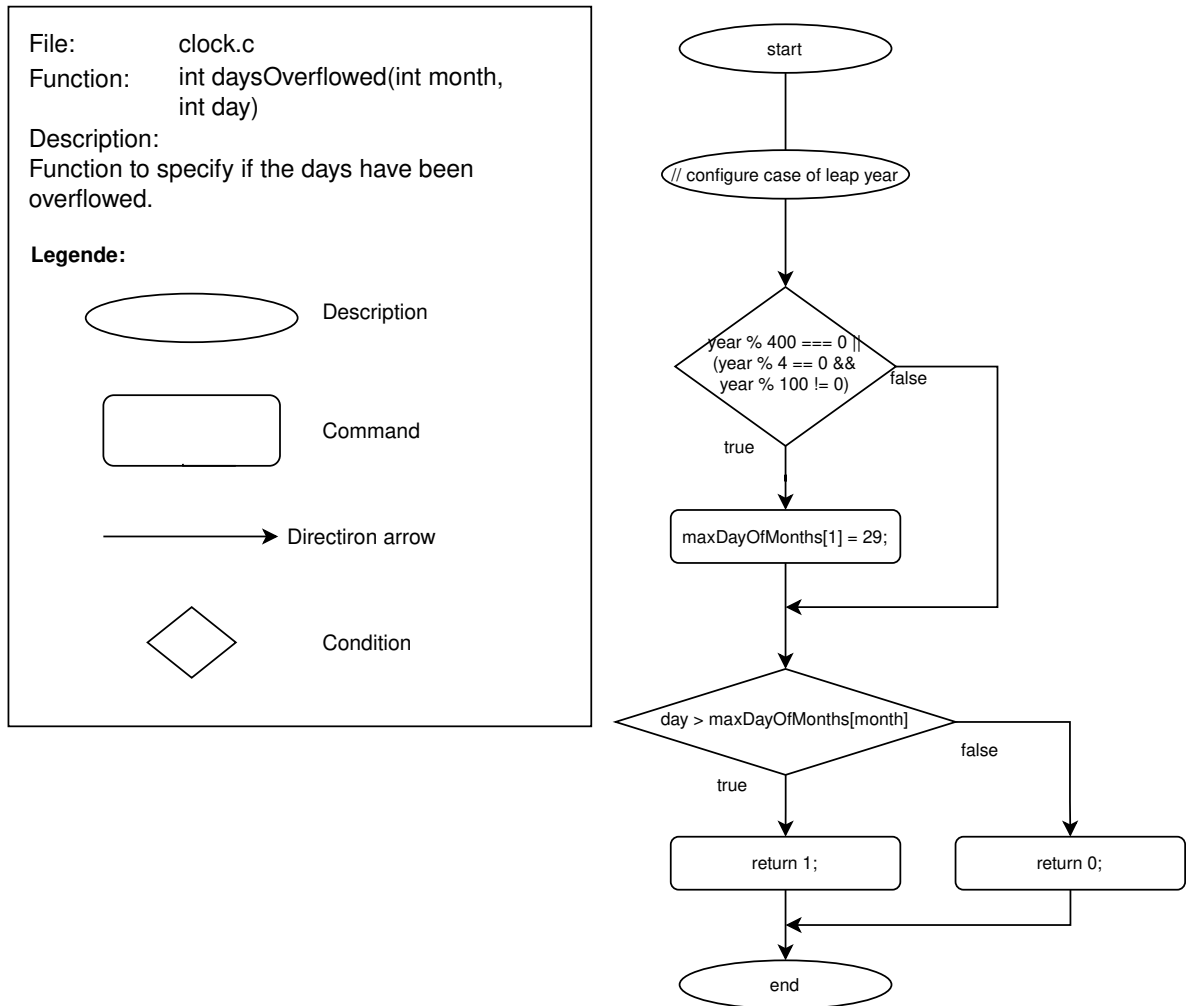 File: clock.c
Function: int daysOverflowed(int month,
int day)
Description:
Function to specify if the days have been
overflowed.
Legende:
Description
Command
Directiron arrow
Condition
start
// configure case of leap year
year % 400 === 0 ||
(year % 4 == 0 &&
year % 100 != 0)
false
true
maxDayOfMonths[1] = 29;
day > maxDayOfMonths[month]
false
true
return 1;
return 0;
end